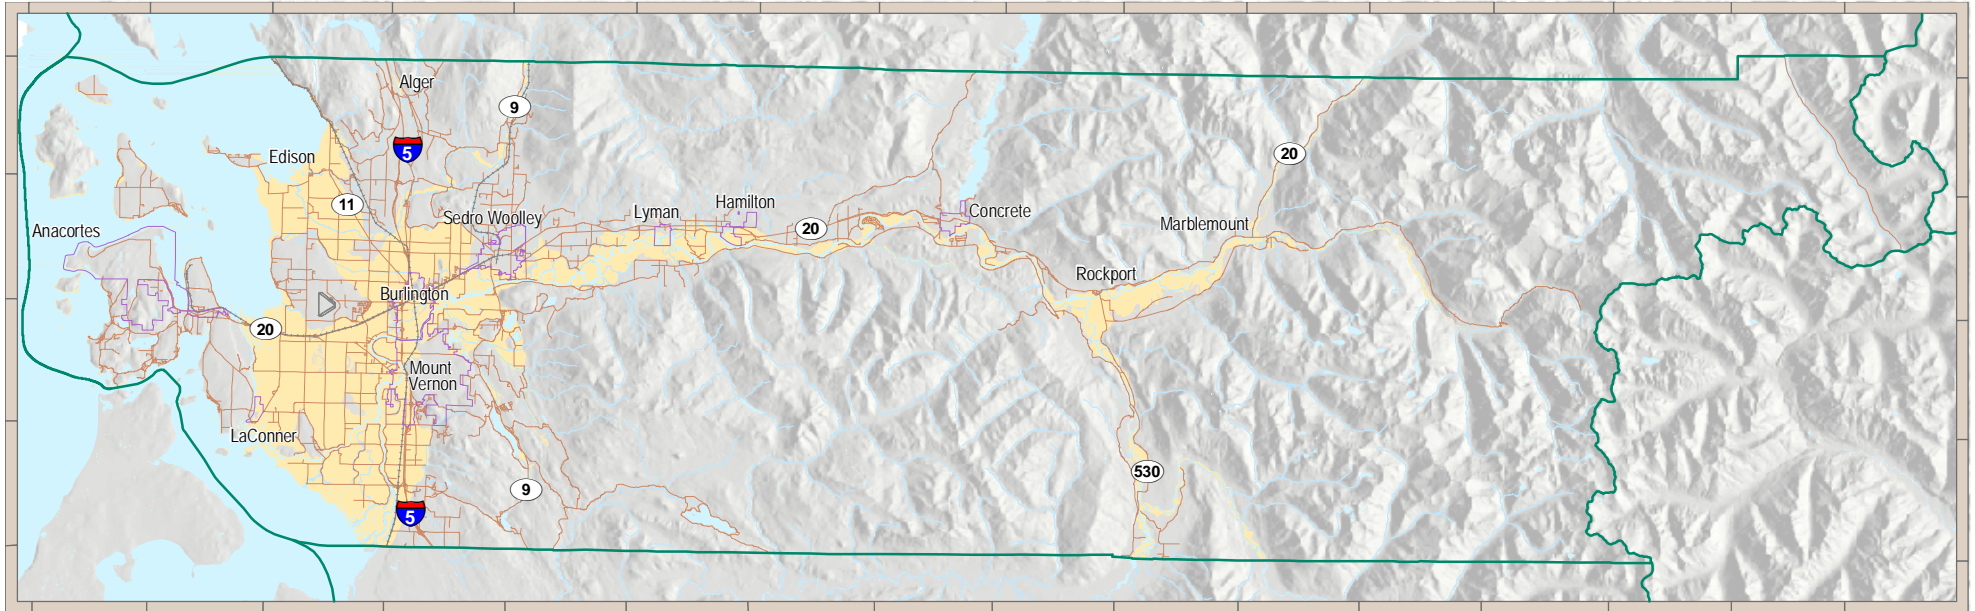 Alger
9
5
Edison
11
Sedro Woolley
Lyman
Hamilton
20
Concrete
Marblemount
20
Anacortes
Rockport
Burlington
20
Mount
Vernon
LaConner
9
530
5